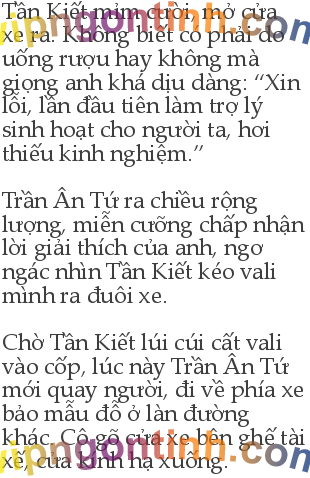 Tần Kiết mỉm cười, mở cửa
xe ra. Không biết có phải do
uống rượu hay không mà
giọng anh khá dịu dàng: “Xin
lỗi, lần đầu tiên làm trợ lý
sinh hoạt cho người ta, hơi
thiếu kinh nghiệm.”
Trần Ân Tứ ra chiều rộng
lượng, miễn cưỡng chấp nhận
lời giải thích của anh, ngơ
ngác nhìn Tần Kiết kéo vali
mình ra đuôi xe.
Chờ Tần Kiết lúi cúi cất vali
vào cốp, lúc này Trần Ân Tứ
mới quay người, đi về phía xe
bảo mẫu đỗ ở làn đường
khác. Cô gõ cửa xe bên ghế tài
xế, cửa kính hạ xuống.
vipngontinh.com
vipngontinh.com